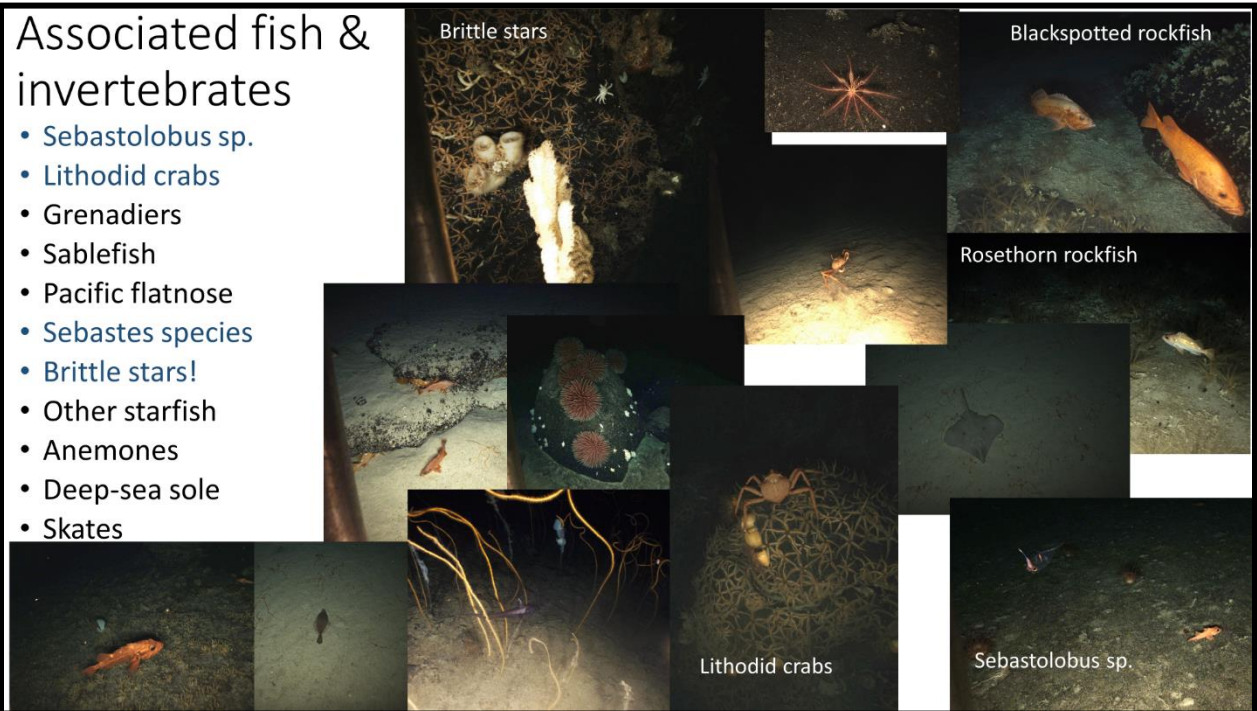 Associated fish &
invertebrates
• Sebastolobus sp.
• Lithodid crabs
• Grenadiers
• Sablefish
• Pacific flatnose
• Sebastes species
• Brittle stars!
• Other starfish
• Anemones
• Deep-sea sole
• Skates
Brittle stars
Blackspotted rockfish
Rosethorn rockfish
Lithodid crabs
Sebastolobus sp.